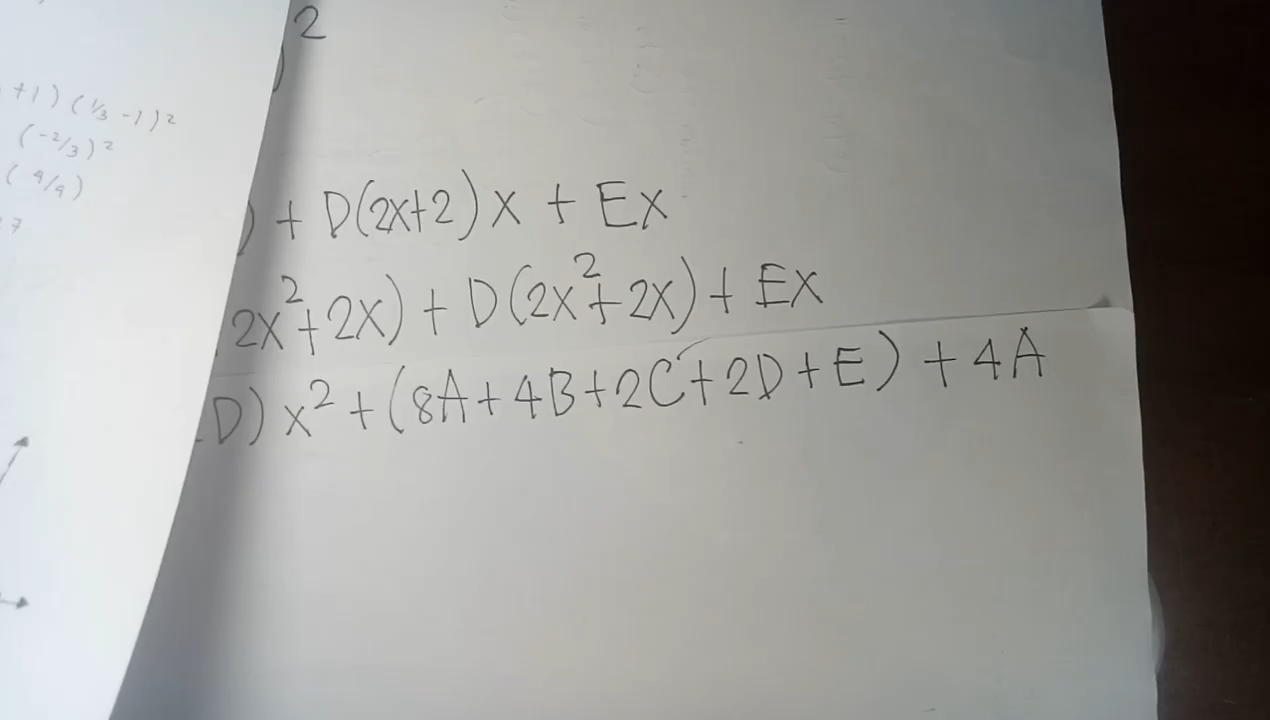 +1) (1/3 -1)²
(-2/3)²
(4/9)
2
) + D(2x+2)x + Ex
2x²+2x) + D(2x²+2x) + Ex
D) x² + (8A+4B+2C+2D+E) + 4A